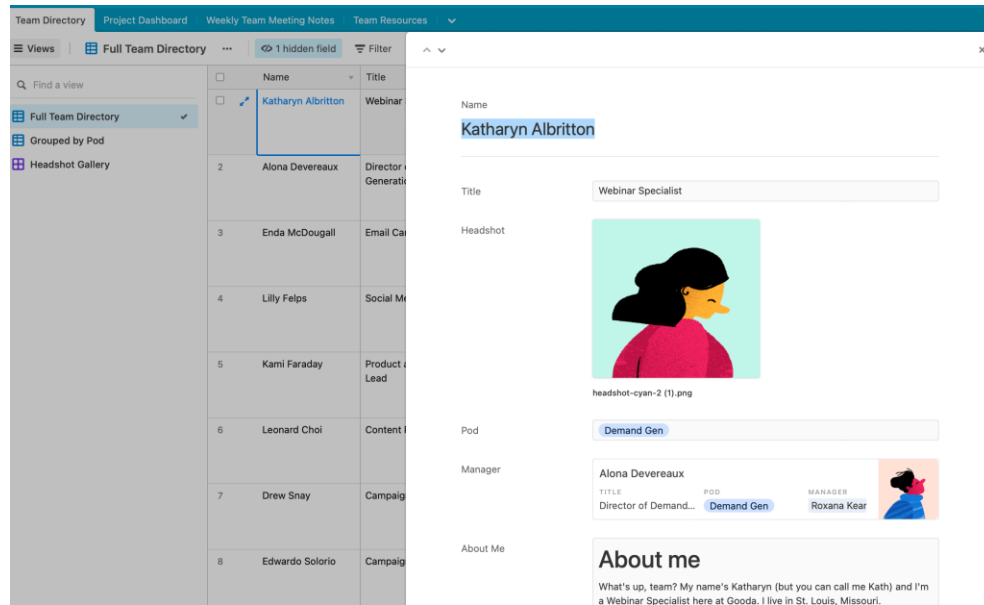 Team Directory Project Dashboard Weekly Team Meeting Notes Team Resources
Views Full Team Directory ... 1 hidden field Filter
Find a view
Full Team Directory
Grouped by Pod
Headshot Gallery
Name Title
Katharyn Albritton Webinar
2 Alona Devereaux Director
Generatio
3 Enda McDougall Email Ca
4 Lilly Felps Social Me
5 Kami Faraday Product
Lead
6 Leonard Choi Content
7 Drew Snay Campaig
8 Edwardo Solorio Campaig
Name
Katharyn Albritton
Title Webinar Specialist
Headshot
headshot-cyan-2 (1).png
Pod Demand Gen
Manager Alona Devereaux
TITLE POD MANAGER
Director of Demand... Demand Gen Roxana Kear
About Me About me
What's up, team? My name's Katharyn (but you can call me Kath) and I'm
a Webinar Specialist here at Gooda. I live in St. Louis, Missouri.